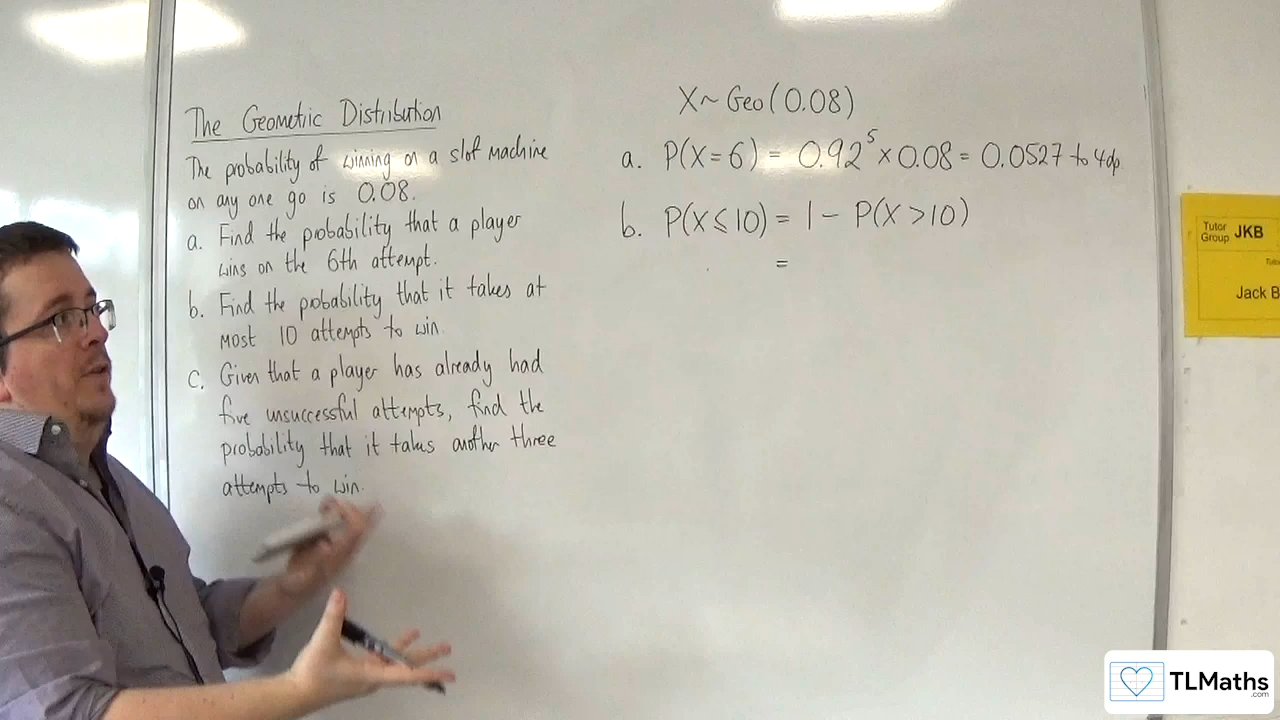 The Geometric Distribution
The probability of winning on a slot machine
on any one go is 0.08.
a. Find the probability that a player
wins on the 6th attempt.
b. Find the probability that it takes at
most 10 attempts to win.
c. Given that a player has already had
five unsuccessful attempts, find the
probability that it takes another three
attempts to win.
X~Geo(0.08)
a. P(X=6) = 0.92⁵×0.08 = 0.0527 to 4dp.
b. P(X⩽10) = 1 - P(X>10)
=
Tutor
Group JKB
Jack B
TLMaths
.com